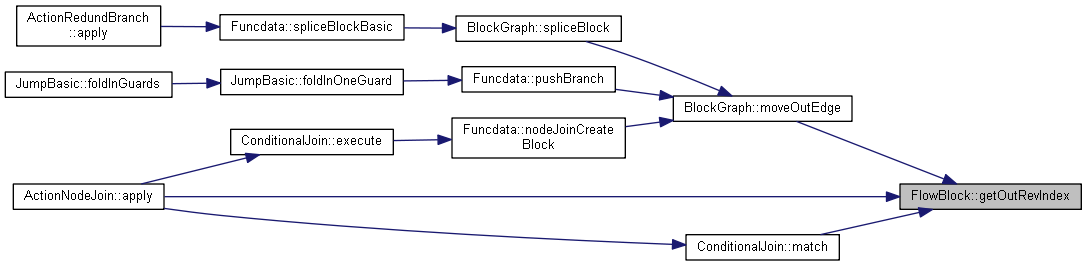 ActionRedundBranch
::apply
Funcdata::spliceBlockBasic
BlockGraph::spliceBlock
JumpBasic::foldInGuards
JumpBasic::foldInOneGuard
Funcdata::pushBranch
BlockGraph::moveOutEdge
ConditionalJoin::execute
Funcdata::nodeJoinCreate
Block
ActionNodeJoin::apply
FlowBlock::getOutRevIndex
ConditionalJoin::match